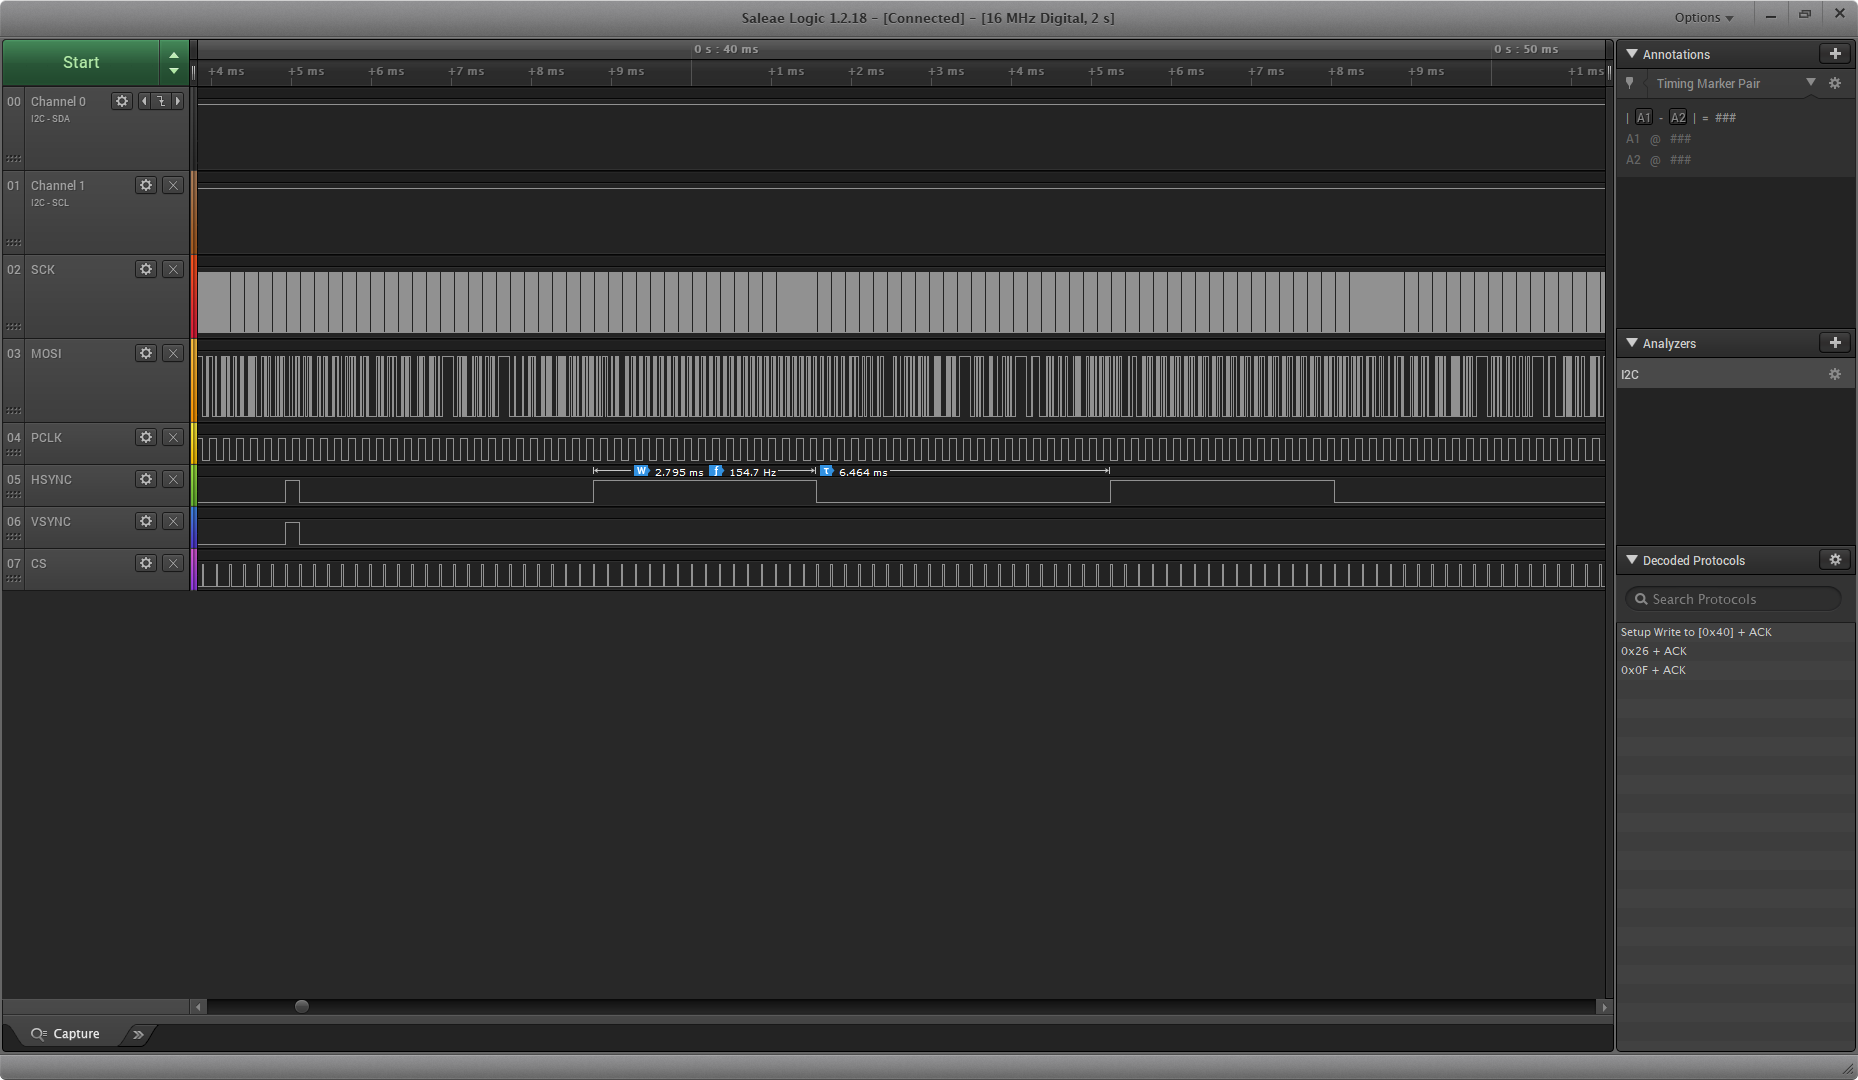 Saleae Logic 1.2.18 - [Connected] - [16 MHz Digital, 2 s]
Options
Start
0 s : 40 ms
0 s : 50 ms
+4 ms
+5 ms
+6 ms
+7 ms
+8 ms
+9 ms
+1 ms
+2 ms
+3 ms
+4 ms
+5 ms
+6 ms
+7 ms
+8 ms
+9 ms
+1 ms
00 Channel 0
I2C - SDA
01 Channel 1
I2C - SCL
02 SCK
03 MOSI
04 PCLK
05 HSYNC
W 2.795 ms f 154.7 Hz T 6.464 ms
06 VSYNC
07 CS
Capture
Annotations
Timing Marker Pair
| A1 - A2 | = ###
A1 @ ###
A2 @ ###
Analyzers
I2C
Decoded Protocols
Search Protocols
Setup Write to [0x40] + ACK
0x26 + ACK
0x0F + ACK